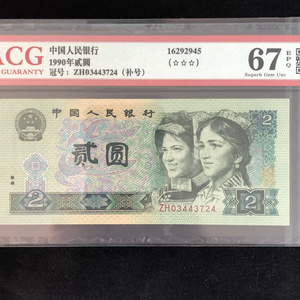 ACG
GUARANTY
中国人民银行
1990年贰圆
冠号：ZH03443724（补号）
16292945
(☆☆☆)
67 EPQ
Superb Gem Unc
中国人民银行
2
贰圆
2
ZH03443724
2